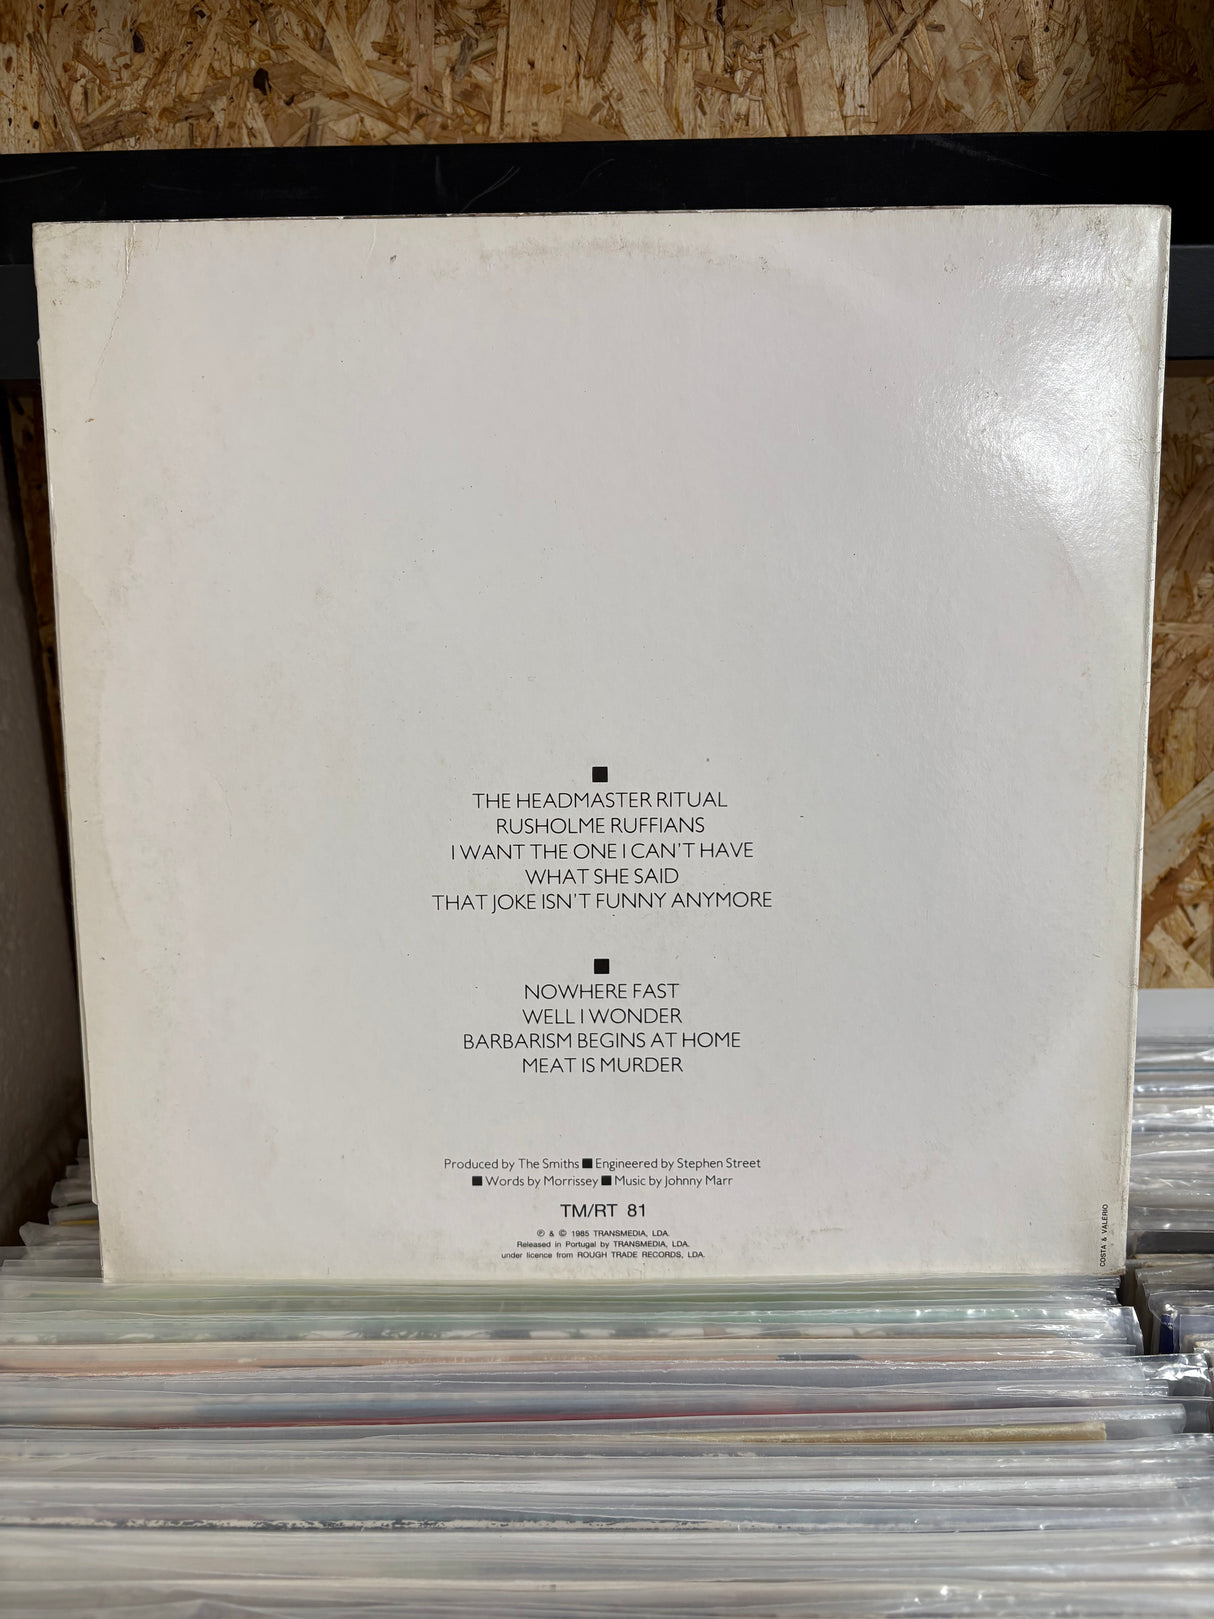 ■
THE HEADMASTER RITUAL
RUSHOLME RUFFIANS
I WANT THE ONE I CAN'T HAVE
WHAT SHE SAID
THAT JOKE ISN'T FUNNY ANYMORE
■
NOWHERE FAST
WELL I WONDER
BARBARISM BEGINS AT HOME
MEAT IS MURDER
Produced by The Smiths ■ Engineered by Stephen Street
■ Words by Morrissey ■ Music by Johnny Marr
TM/RT 81
℗ & © 1985 TRANSMEDIA, LDA.
Released in Portugal by TRANSMEDIA, LDA.
under licence from ROUGH TRADE RECORDS, LDA.
COSTA & VALÉRIO